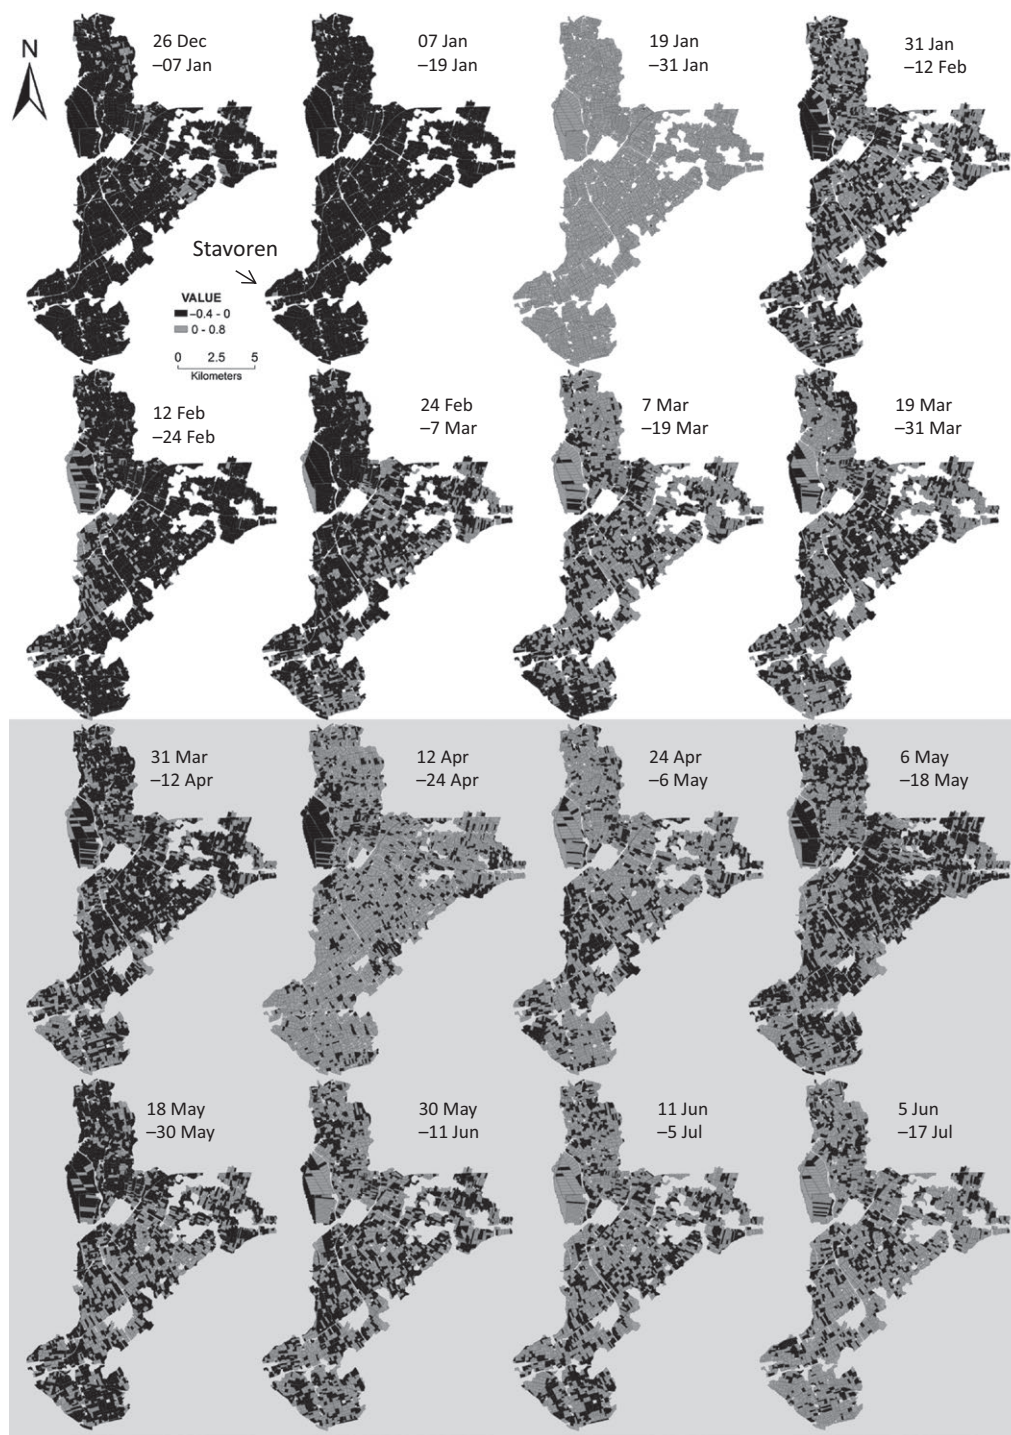 N
26 Dec
–07 Jan
07 Jan
–19 Jan
19 Jan
–31 Jan
31 Jan
–12 Feb
Stavoren
VALUE
–0.4 - 0
0 - 0.8
0 2.5 5
Kilometers
12 Feb
–24 Feb
24 Feb
–7 Mar
7 Mar
–19 Mar
19 Mar
–31 Mar
31 Mar
–12 Apr
12 Apr
–24 Apr
24 Apr
–6 May
6 May
–18 May
18 May
–30 May
30 May
–11 Jun
11 Jun
–5 Jul
5 Jun
–17 Jul